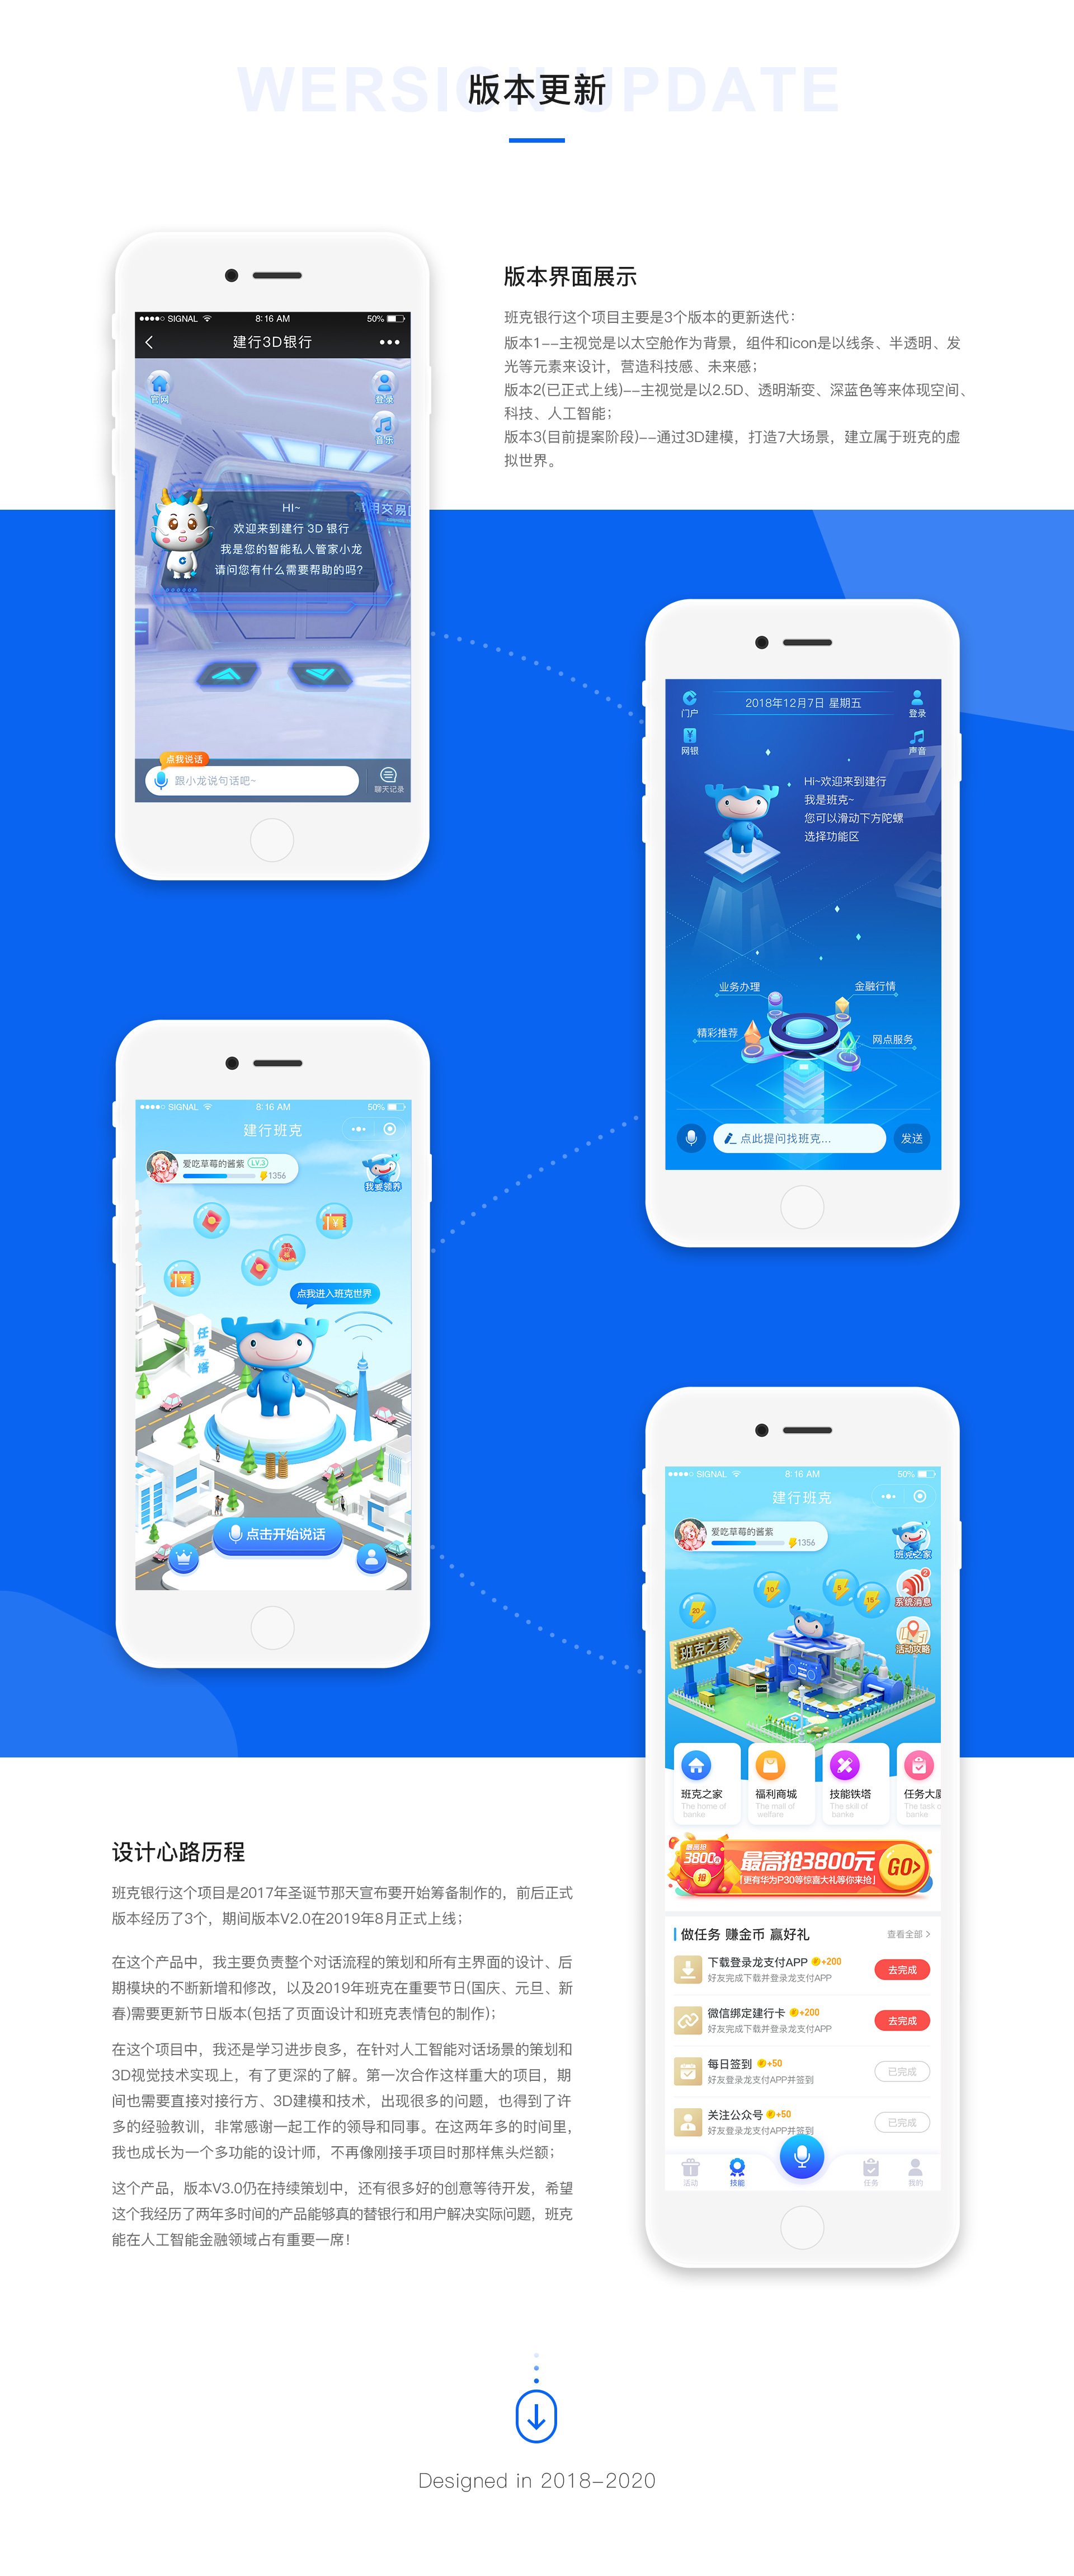 WERSION UPDATE
版本更新
版本界面展示
班克银行这个项目主要是3个版本的更新迭代：
版本1--主视觉是以太空舱作为背景，组件和icon是以线条、半透明、发
光等元素来设计，营造科技感、未来感；
版本2(已正式上线)--主视觉是以2.5D、透明渐变、深蓝色等来体现空间、
科技、人工智能；
版本3(目前提案阶段)--通过3D建模，打造7大场景，建立属于班克的虚
拟世界。
SIGNAL 8:16 AM 50%
建行3D银行
官网
登录
音乐
常用交易
HI~
欢迎来到建行 3D 银行
我是您的智能私人管家小龙
请问您有什么需要帮助的吗?
点我说话
跟小龙说句话吧~
聊天记录
门户
2018年12月7日 星期五
登录
网银
声音
Hi~欢迎来到建行
我是班克~
您可以滑动下方陀螺
选择功能区
业务办理
金融行情
精彩推荐
网点服务
点此提问找班克...
发送
SIGNAL 8:16 AM 50%
建行班克
爱吃草莓的酱紫 LV.3
1356
我要领养
点我进入班克世界
任务塔
点击开始说话
SIGNAL 8:16 AM 50%
建行班克
爱吃草莓的酱紫
1356
班克之家
2
系统消息
活动攻略
20
10
5
15
班克之家
班克之家
The home of
banke
福利商城
The mall of
welfare
技能铁塔
The skill of
banke
任务大厦
The task o
banke
最高抢
3800元
抢
最高抢3800元
「更有华为P30等惊喜大礼等你来抢」
GO>
做任务 赚金币 赢好礼
查看全部 >
下载登录龙支付APP +200
好友完成下载并登录龙支付APP
去完成
微信绑定建行卡 +200
好友完成下载并登录龙支付APP
去完成
每日签到 +50
好友登录龙支付APP并签到
已完成
关注公众号 +50
好友登录龙支付APP并签到
已完成
活动
技能
任务
我的
设计心路历程
班克银行这个项目是2017年圣诞节那天宣布要开始筹备制作的，前后正式
版本经历了3个，期间版本V2.0在2019年8月正式上线；
在这个产品中，我主要负责整个对话流程的策划和所有主界面的设计、后
期模块的不断新增和修改，以及2019年班克在重要节日(国庆、元旦、新
春)需要更新节日版本(包括了页面设计和班克表情包的制作)；
在这个项目中，我还是学习进步良多，在针对人工智能对话场景的策划和
3D视觉技术实现上，有了更深的了解。第一次合作这样重大的项目，期
间也需要直接对接行方、3D建模和技术，出现很多的问题，也得到了许
多的经验教训，非常感谢一起工作的领导和同事。在这两年多的时间里，
我也成长为一个多功能的设计师，不再像刚接手项目时那样焦头烂额；
这个产品，版本V3.0仍在持续策划中，还有很多好的创意等待开发，希望
这个我经历了两年多时间的产品能够真的替银行和用户解决实际问题，班克
能在人工智能金融领域占有重要一席！
Designed in 2018-2020